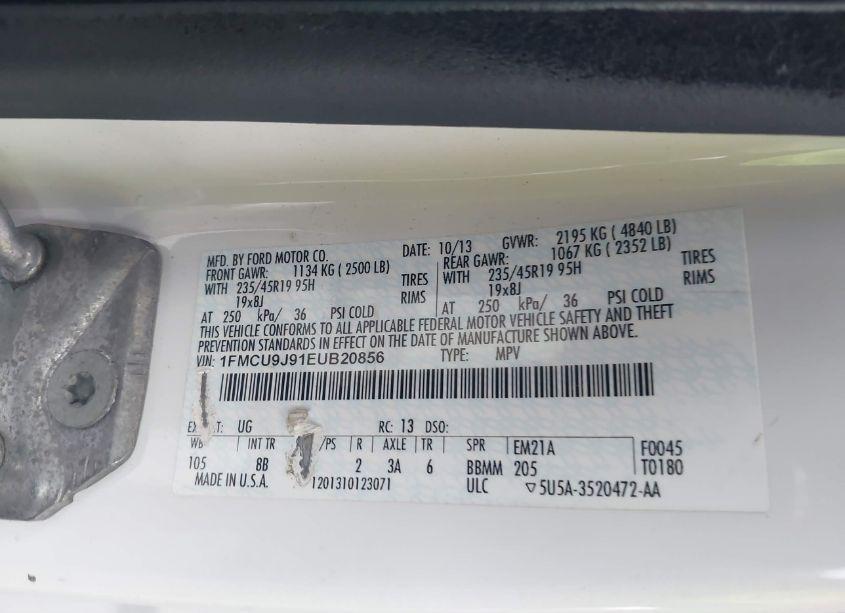 MFD. BY FORD MOTOR CO. DATE: 10/13 GVWR: 2195 KG ( 4840 LB)
FRONT GAWR: 1134 KG ( 2500 LB) REAR GAWR: 1067 KG ( 2352 LB)
WITH 235/45R19 95H TIRES WITH 235/45R19 95H TIRES
19x8J RIMS 19x8J RIMS
AT 250 kPa/ 36 PSI COLD AT 250 kPa/ 36 PSI COLD
THIS VEHICLE CONFORMS TO ALL APPLICABLE FEDERAL MOTOR VEHICLE SAFETY AND THEFT
PREVENTION STANDARDS IN EFFECT ON THE DATE OF MANUFACTURE SHOWN ABOVE.
VIN: 1FMCU9J91EUB20856 TYPE: MPV
UG RC: 13 DSO:
WB INT TR /PS R AXLE TR SPR EM21A F0045
105 8B 2 3A 6 BBMM 205 T0180
MADE IN U.S.A. 1201310123071 ULC ▽5U5A-3520472-AA